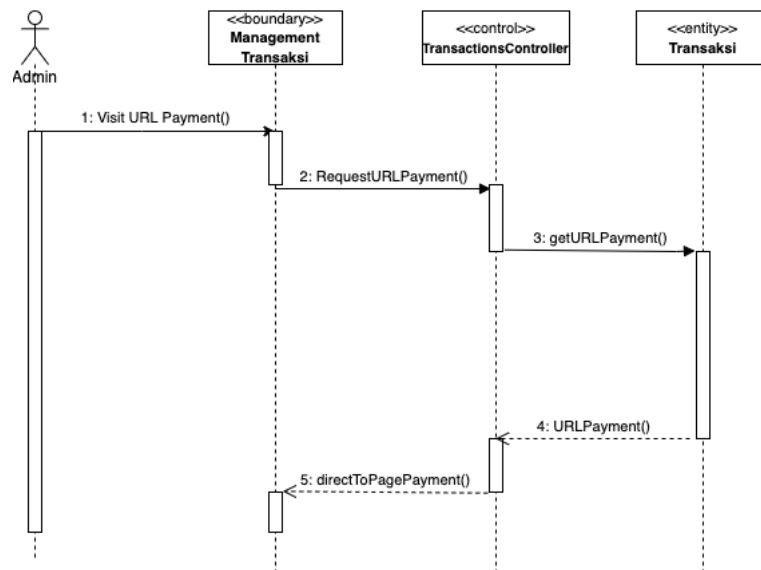 <<boundary>>
Management
Transaksi
<<control>>
TransactionsController
<<entity>>
Transaksi
Admin
1: Visit URL Payment()
2: RequestURLPayment()
3: getURLPayment()
4: URLPayment()
5: directToPagePayment()